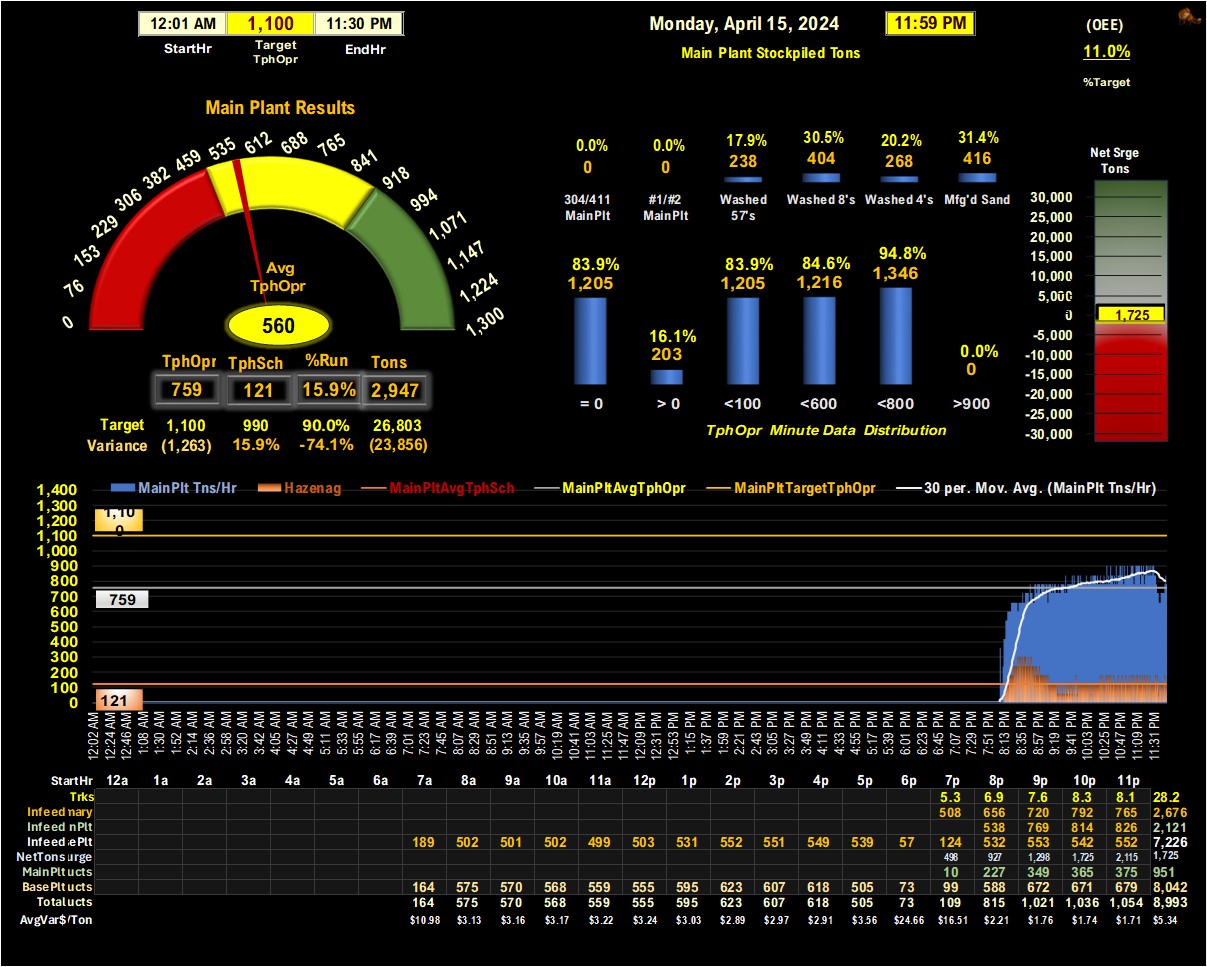 12:01 AM 1,100 11:30 PM
StartHr Target TphOpr EndHr
Monday, April 15, 2024 11:59 PM
Main Plant Stockpiled Tons
(OEE)
11.0%
%Target
Main Plant Results
0 76 153 229 306 382 459 535 612 688 765 841 918 994 1,071 1,147 1,224 1,300
Avg
TphOpr
560
TphOpr TphSch %Run Tons
759 121 15.9% 2,947
Target 1,100 990 90.0% 26,803
Variance (1,263) 15.9% -74.1% (23,856)
0.0% 0.0% 17.9% 30.5% 20.2% 31.4%
0 0 238 404 268 416
304/411 MainPlt #1/#2 MainPlt Washed 57's Washed 8's Washed 4's Mfg'd Sand
83.9% 16.1% 83.9% 84.6% 94.8% 0.0%
1,205 203 1,205 1,216 1,346 0
= 0 > 0 <100 <600 <800 >900
TphOpr Minute Data Distribution
Net Srge
Tons
30,000
25,000
20,000
15,000
10,000
5,000
0
1,725
-5,000
-10,000
-15,000
-20,000
-25,000
-30,000
MainPlt Tns/Hr Hazenag MainPltAvgTphSch MainPltAvgTphOpr MainPltTargetTphOpr 30 per. Mov. Avg. (MainPlt Tns/Hr)
1,400
1,300
1,200
1,100
1,000
900
800
700
600
500
400
300
200
100
0
1,100
759
121
12:02 AM 12:24 AM 12:46 AM 1:08 AM 1:30 AM 1:52 AM 2:14 AM 2:36 AM 2:58 AM 3:20 AM 3:42 AM 4:05 AM 4:27 AM 4:49 AM 5:11 AM 5:33 AM 5:55 AM 6:17 AM 6:39 AM 7:01 AM 7:23 AM 7:45 AM 8:07 AM 8:29 AM 8:51 AM 9:13 AM 9:35 AM 9:57 AM 10:19 AM 10:41 AM 11:03 AM 11:25 AM 11:47 AM 12:09 PM 12:31 PM 12:53 PM 1:15 PM 1:37 PM 1:59 PM 2:21 PM 2:43 PM 3:05 PM 3:27 PM 3:49 PM 4:11 PM 4:33 PM 4:55 PM 5:17 PM 5:39 PM 6:01 PM 6:23 PM 6:45 PM 7:07 PM 7:29 PM 7:51 PM 8:13 PM 8:35 PM 8:57 PM 9:19 PM 9:41 PM 10:03 PM 10:25 PM 10:47 PM 11:09 PM 11:31 PM
StartHr 12a 1a 2a 3a 4a 5a 6a 7a 8a 9a 10a 11a 12p 1p 2p 3p 4p 5p 6p 7p 8p 9p 10p 11p
Trks 5.3 6.9 7.6 8.3 8.1 28.2
Infeed mary 508 656 720 792 765 2,676
Infeed nPlt 538 769 814 826 2,121
Infeed ePlt 189 502 501 502 499 503 531 552 551 549 539 57 124 532 553 542 552 7,226
NetTons urge 498 927 1,298 1,725 2,115 1,725
MainPlt ucts 10 227 349 365 375 951
BasePlt ucts 164 575 570 568 559 555 595 623 607 618 505 73 99 588 672 671 679 8,042
Total ucts 164 575 570 568 559 555 595 623 607 618 505 73 109 815 1,021 1,036 1,054 8,993
AvgVar$/Ton $10.98 $3.13 $3.16 $3.17 $3.22 $3.24 $3.03 $2.89 $2.97 $2.91 $3.56 $24.66 $16.51 $2.21 $1.76 $1.74 $1.71 $5.34